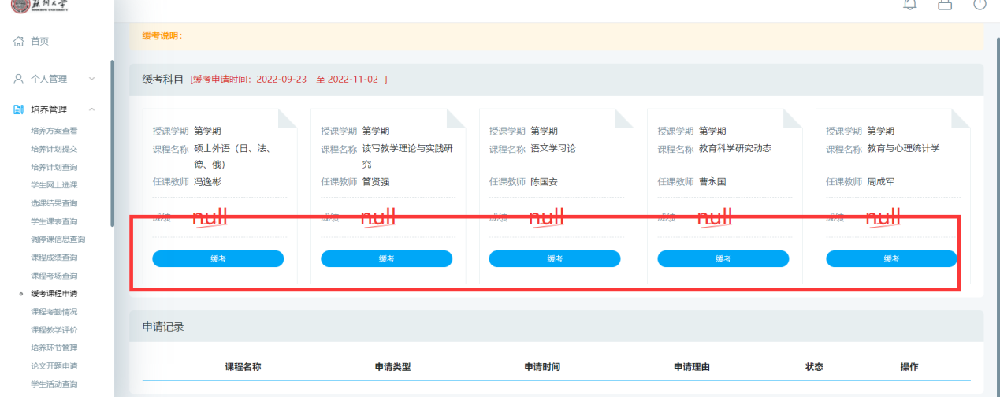 苏州大学
SOOCHOW UNIVERSITY
首页
个人管理
培养管理
培养方案查看
培养计划提交
培养计划查询
学生网上选课
选课结果查询
学生课表查询
调停课信息查询
课程成绩查询
课程考场查询
缓考课程申请
课程考勤情况
课程教学评价
培养环节管理
论文开题申请
学生活动查询
缓考说明：
缓考科目 [缓考申请时间：2022-09-23 至 2022-11-02 ]
授课学期 第学期
课程名称 硕士外语（日、法、
德、俄）
任课教师 冯逸彬
成绩 null
缓考
授课学期 第学期
课程名称 读写教学理论与实践研
究
任课教师 管贤强
成绩 null
缓考
授课学期 第学期
课程名称 语文学习论
任课教师 陈国安
成绩 null
缓考
授课学期 第学期
课程名称 教育科学研究动态
任课教师 曹永国
成绩 null
缓考
授课学期 第学期
课程名称 教育与心理统计学
任课教师 周成军
成绩 null
缓考
申请记录
课程名称 申请类型 申请时间 申请理由 状态 操作